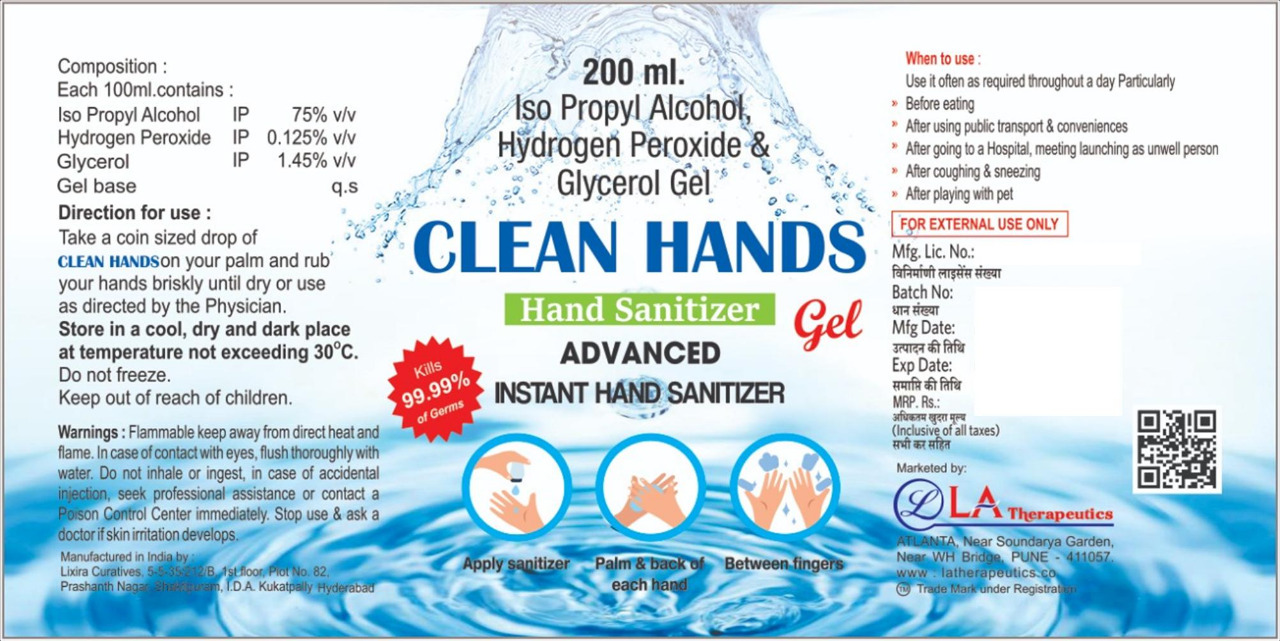 Composition :
Each 100ml.contains :
Iso Propyl Alcohol IP 75% v/v
Hydrogen Peroxide IP 0.125% v/v
Glycerol IP 1.45% v/v
Gel base q.s
Direction for use :
Take a coin sized drop of
CLEAN HANDS on your palm and rub
your hands briskly until dry or use
as directed by the Physician.
Store in a cool, dry and dark place
at temperature not exceeding 30°C.
Do not freeze.
Keep out of reach of children.
Warnings : Flammable keep away from direct heat and
flame. In case of contact with eyes, flush thoroughly with
water. Do not inhale or ingest, in case of accidental
injection, seek professional assistance or contact a
Poison Control Center immediately. Stop use & ask a
doctor if skin irritation develops.
Manufactured in India by :
Lixira Curatives, 5-5-35/212/B, 1st floor, Plot No. 82,
Prashanth Nagar, Shaktipuram, I.D.A. Kukatpally Hyderabad
200 ml.
Iso Propyl Alcohol,
Hydrogen Peroxide &
Glycerol Gel
CLEAN HANDS
Hand Sanitizer
Gel
ADVANCED
INSTANT HAND SANITIZER
Kills
99.99%
of Germs
Apply sanitizer
Palm & back of
each hand
Between fingers
When to use :
Use it often as required throughout a day Particularly
» Before eating
» After using public transport & conveniences
» After going to a Hospital, meeting launching as unwell person
» After coughing & sneezing
» After playing with pet
FOR EXTERNAL USE ONLY
Mfg. Lic. No.:
विनिर्माणी लाइसेंस संख्या
Batch No:
धान संख्या
Mfg Date:
उत्पादन की तिथि
Exp Date:
समाप्ति की तिथि
MRP. Rs.:
अधिकतम खुदरा मूल्य
(Inclusive of all taxes)
सभी कर सहित
Marketed by:
L LA Therapeutics
ATLANTA, Near Soundarya Garden,
Near WH Bridge, PUNE - 411057.
www : latherapeutics.co
TM Trade Mark under Registration